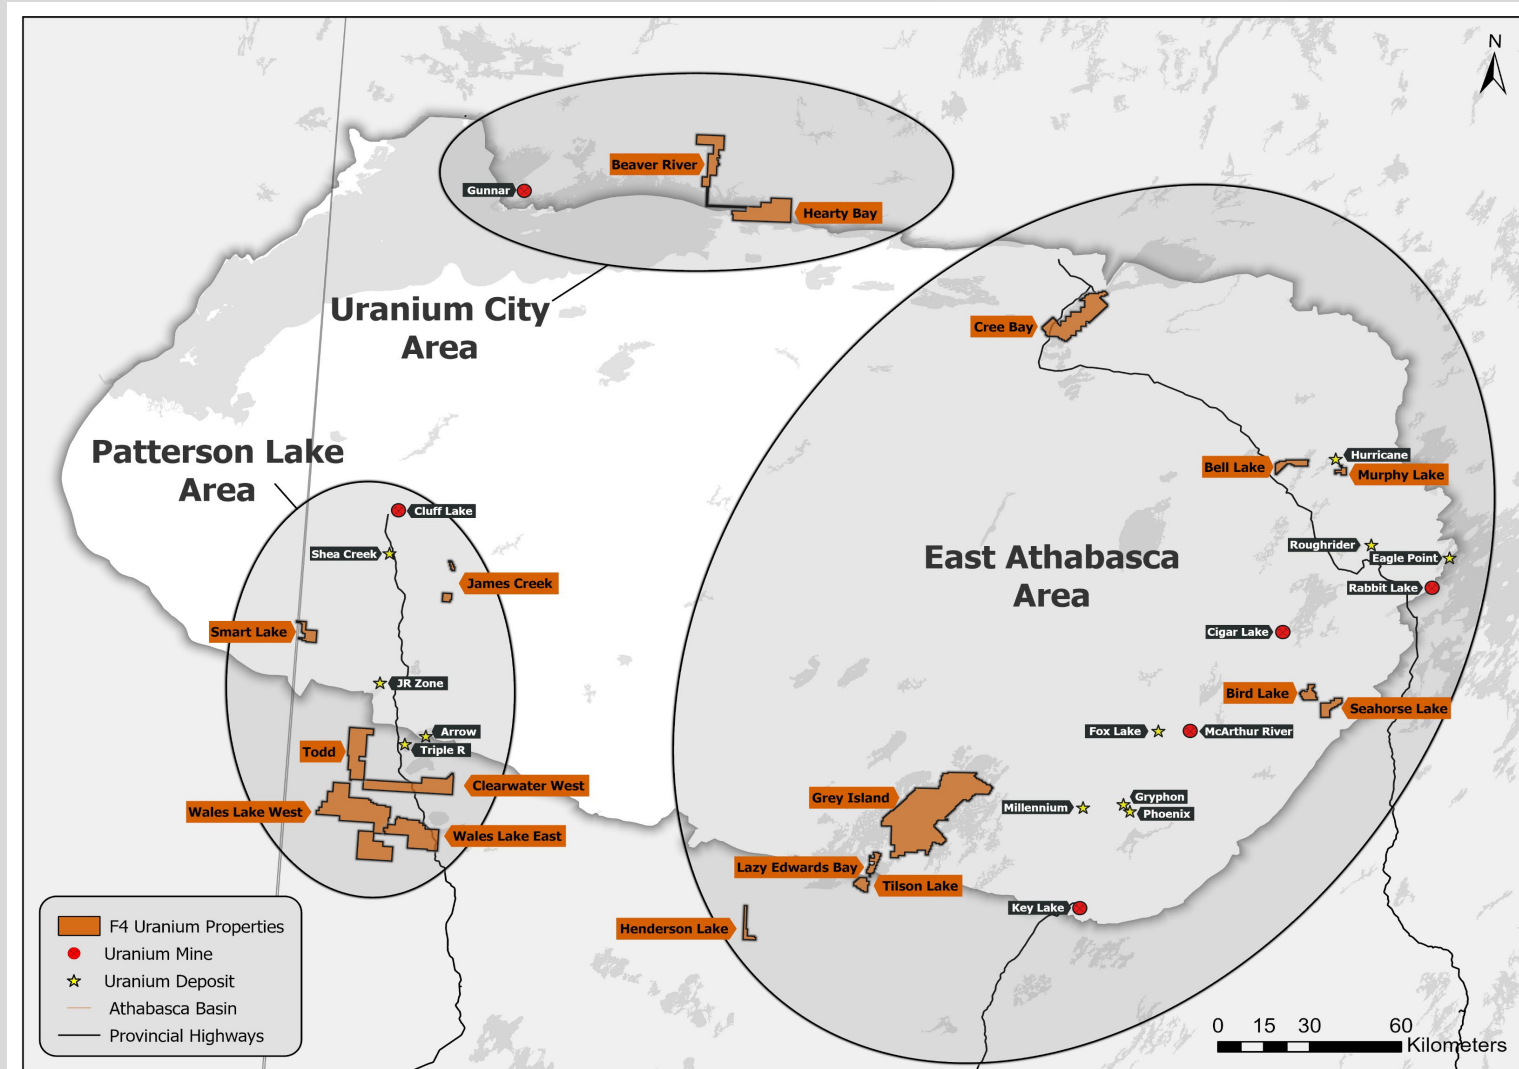 N
Beaver River
Gunnar
Hearty Bay
Uranium City
Area
Cree Bay
Patterson Lake
Area
Hurricane
Bell Lake
Murphy Lake
Cluff Lake
Shea Creek
Roughrider
Eagle Point
East Athabasca
Area
James Creek
Rabbit Lake
Smart Lake
Cigar Lake
JR Zone
Bird Lake
Seahorse Lake
Arrow
Triple R
Todd
Fox Lake
McArthur River
Clearwater West
Grey Island
Gryphon
Millennium
Phoenix
Wales Lake West
Wales Lake East
Lazy Edwards Bay
Tilson Lake
Key Lake
Henderson Lake
F4 Uranium Properties
Uranium Mine
Uranium Deposit
Athabasca Basin
Provincial Highways
0 15 30 60
Kilometers